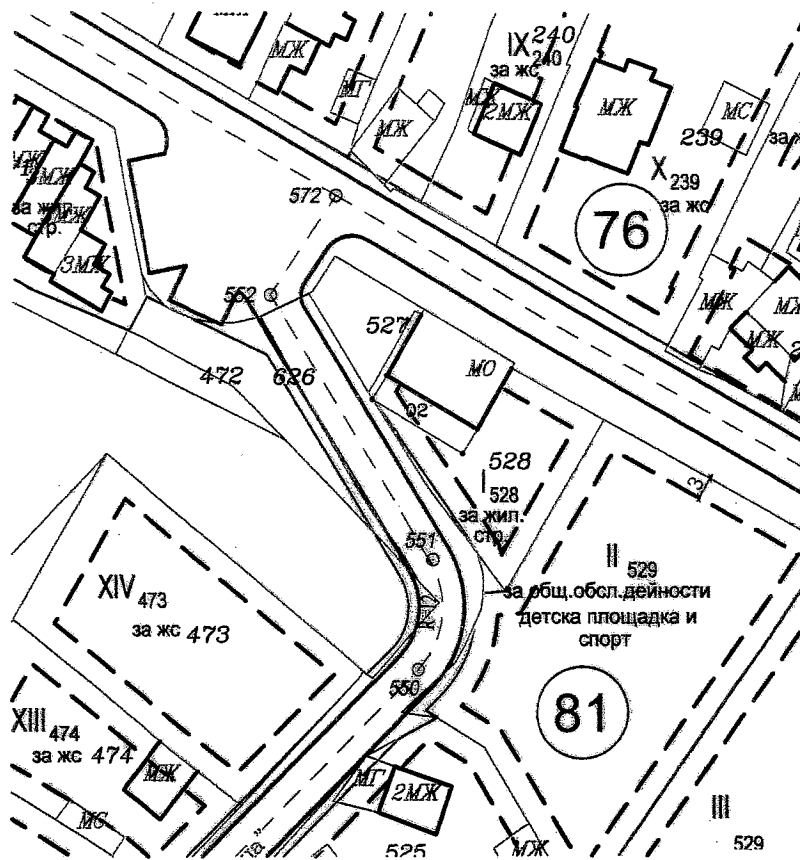 МЖ
IX 240
240
за жс
МЖ
2МЖ
МГ
МЖ
МЖ
МС
239
X 239
за жс
76
572
за жил.
стр.
МЖ
3МЖ
552
МЖ
МЖ
527
МО
472
626
02
528
I 528
за жил.
стр.
3
551
R=12
II 529
за общ.обсл.дейности
детска площадка и
спорт
XIV 473
за жс 473
550
81
XIII 474
за жс 474
МЖ
МГ
2МЖ
МС
525
МЖ
III
529